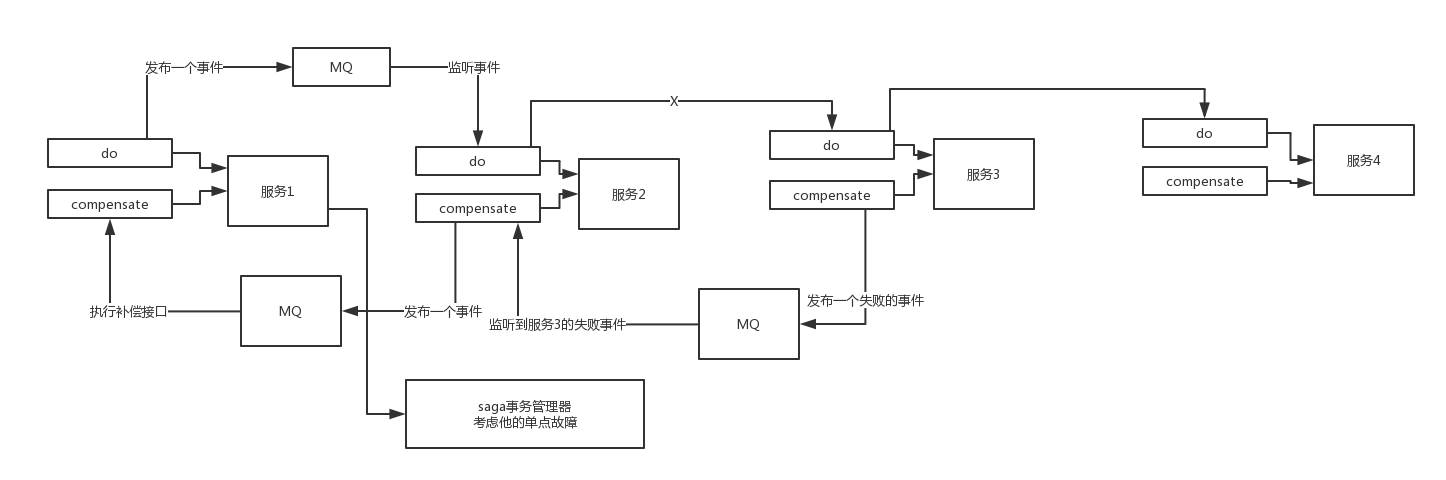 发布一个事件
MQ
监听事件
X
do
compensate
服务1
do
compensate
服务2
do
compensate
服务3
do
compensate
服务4
执行补偿接口
MQ
发布一个事件
监听到服务3的失败事件
MQ
发布一个失败的事件
saga事务管理器
考虑他的单点故障